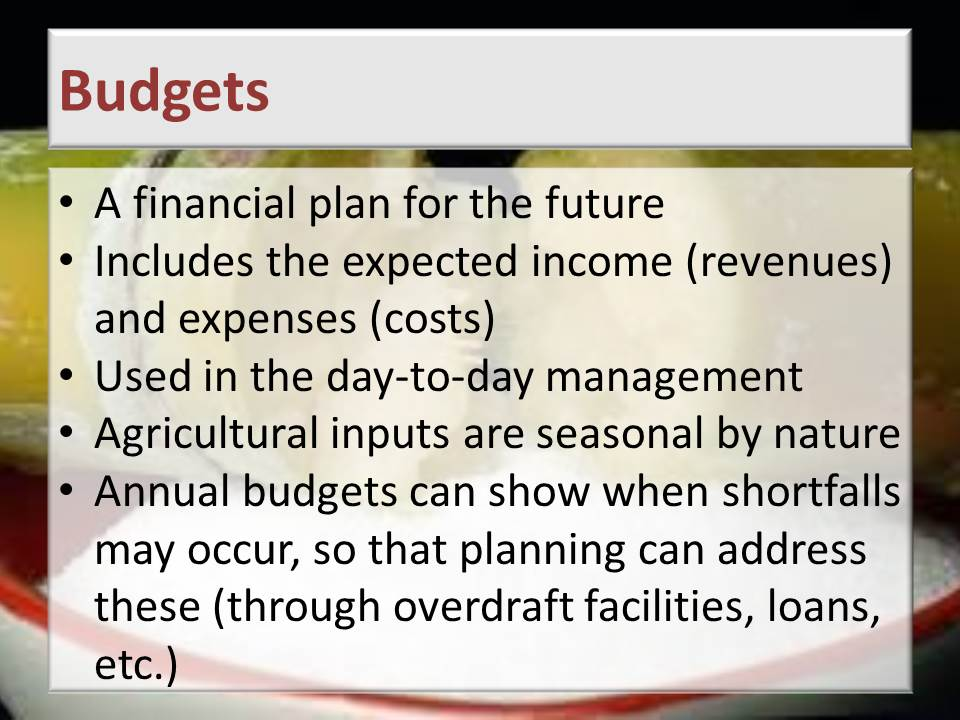 Budgets
• A financial plan for the future
• Includes the expected income (revenues)
and expenses (costs)
• Used in the day-to-day management
• Agricultural inputs are seasonal by nature
• Annual budgets can show when shortfalls
may occur, so that planning can address
these (through overdraft facilities, loans,
etc.)